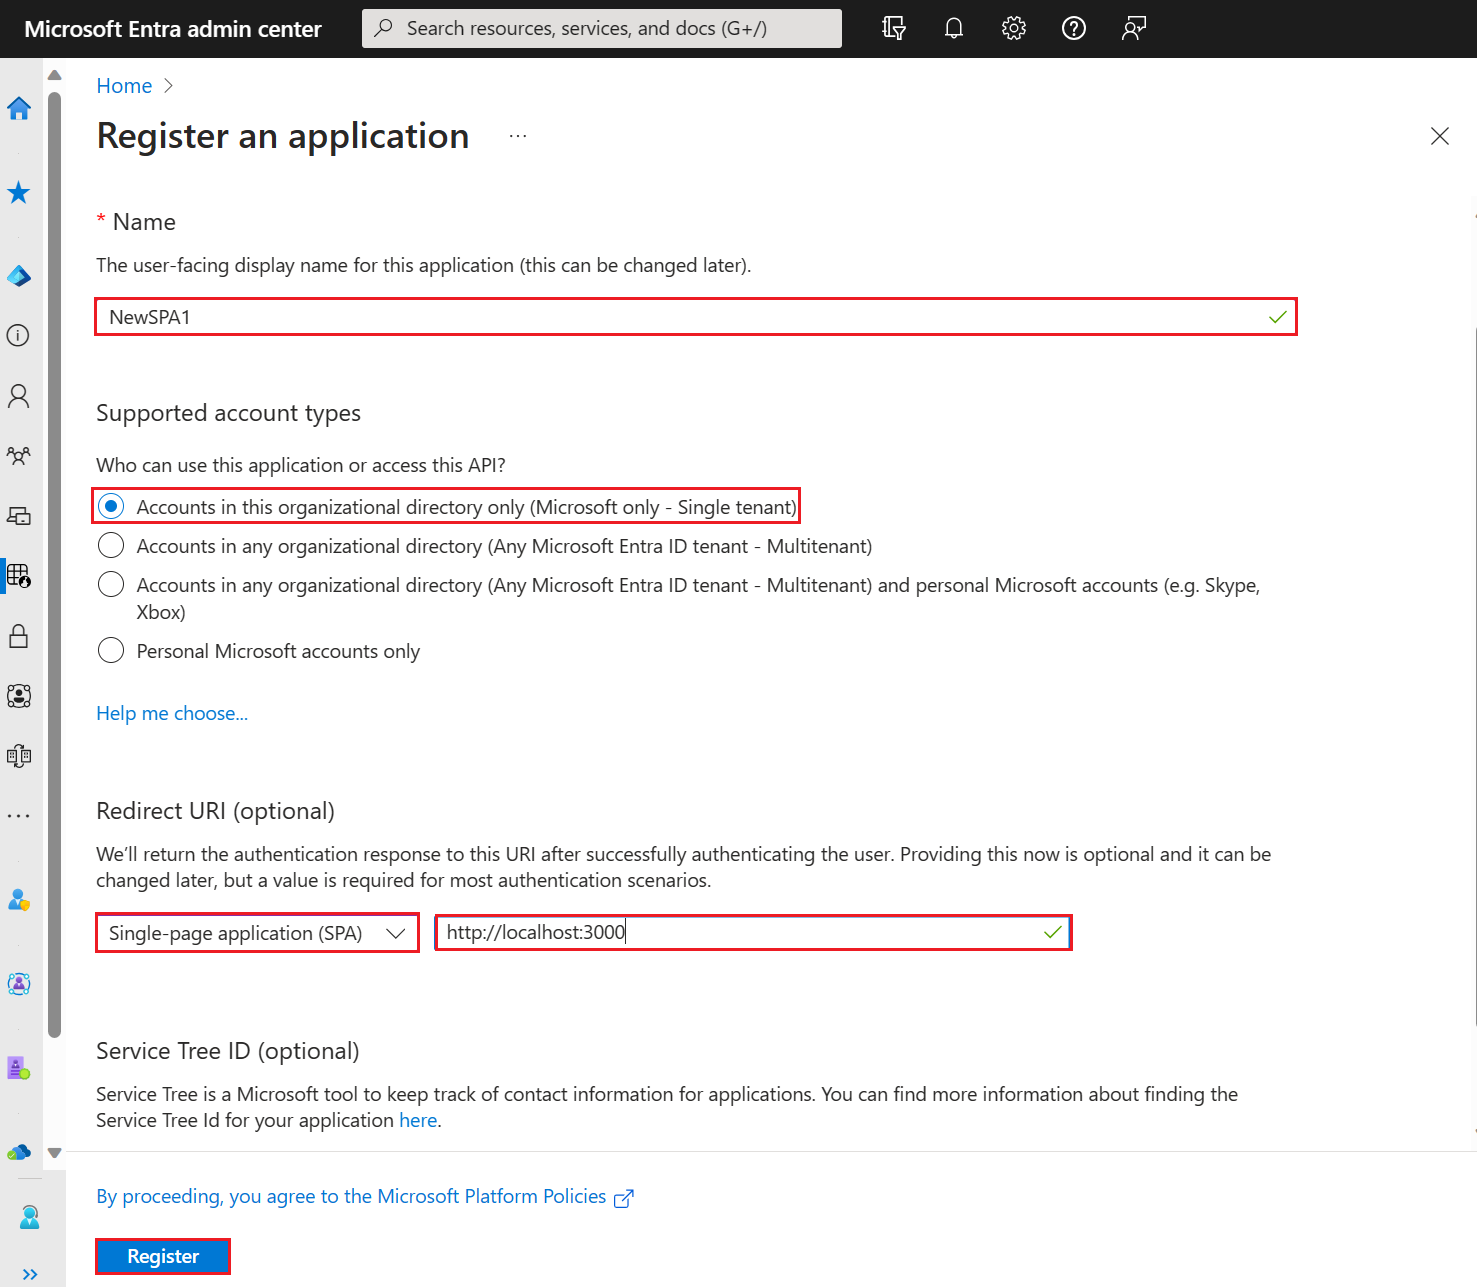 Microsoft Entra admin center
Search resources, services, and docs (G+/)
Home
Register an application
...
* Name
The user-facing display name for this application (this can be changed later).
NewSPA1
Supported account types
Who can use this application or access this API?
Accounts in this organizational directory only (Microsoft only - Single tenant)
Accounts in any organizational directory (Any Microsoft Entra ID tenant - Multitenant)
Accounts in any organizational directory (Any Microsoft Entra ID tenant - Multitenant) and personal Microsoft accounts (e.g. Skype,
Xbox)
Personal Microsoft accounts only
Help me choose...
Redirect URI (optional)
We’ll return the authentication response to this URI after successfully authenticating the user. Providing this now is optional and it can be
changed later, but a value is required for most authentication scenarios.
Single-page application (SPA)
http://localhost:3000
Service Tree ID (optional)
Service Tree is a Microsoft tool to keep track of contact information for applications. You can find more information about finding the
Service Tree Id for your application here.
By proceeding, you agree to the Microsoft Platform Policies
Register